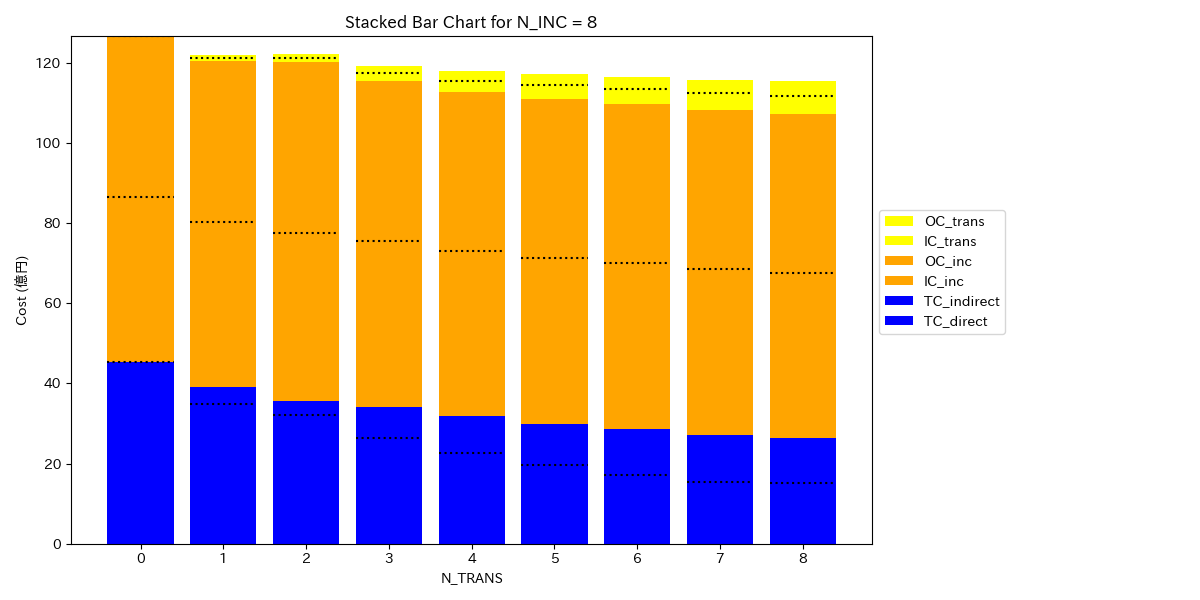 Stacked Bar Chart for N_INC = 8
Cost (億円)
120
100
80
60
40
20
0
0 1 2 3 4 5 6 7 8
N_TRANS
OC_trans
IC_trans
OC_inc
IC_inc
TC_indirect
TC_direct